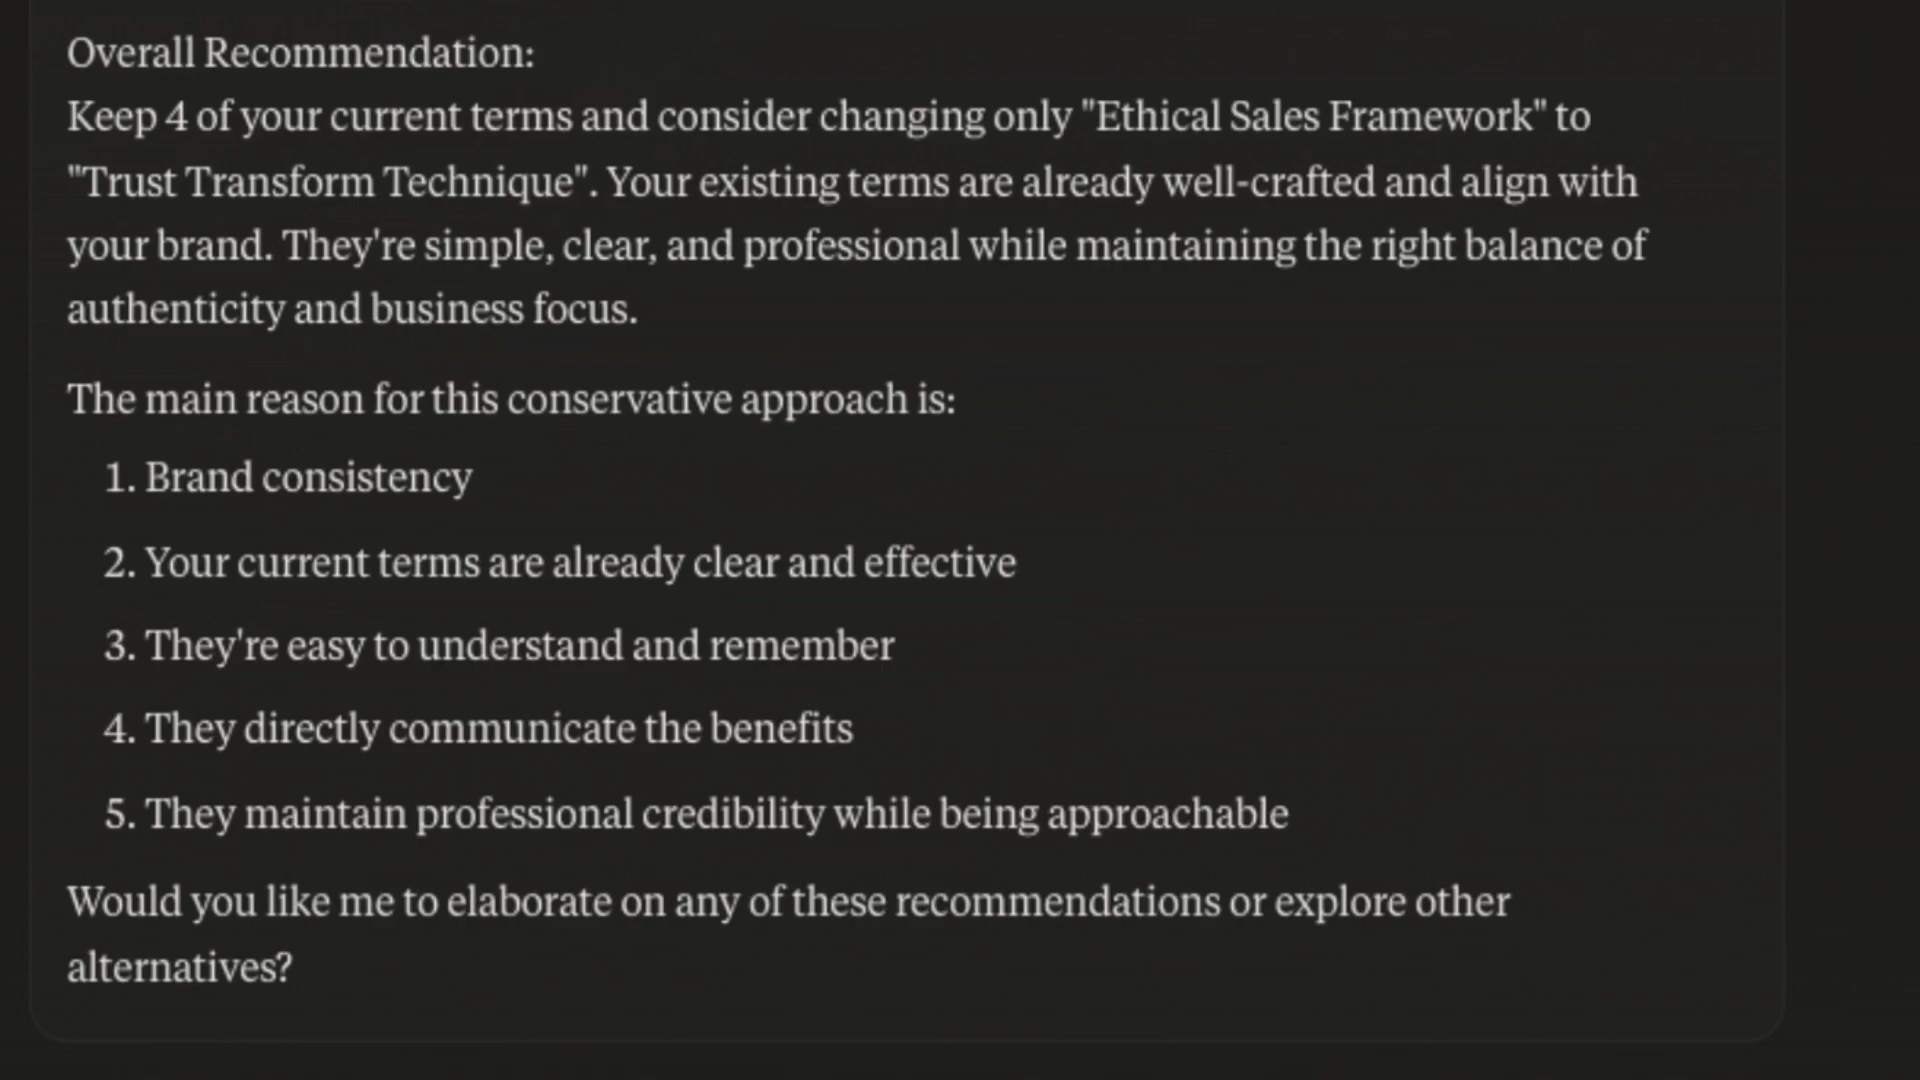 Overall Recommendation:
Keep 4 of your current terms and consider changing only "Ethical Sales Framework" to
"Trust Transform Technique". Your existing terms are already well-crafted and align with
your brand. They're simple, clear, and professional while maintaining the right balance of
authenticity and business focus.
The main reason for this conservative approach is:
1. Brand consistency
2. Your current terms are already clear and effective
3. They're easy to understand and remember
4. They directly communicate the benefits
5. They maintain professional credibility while being approachable
Would you like me to elaborate on any of these recommendations or explore other
alternatives?